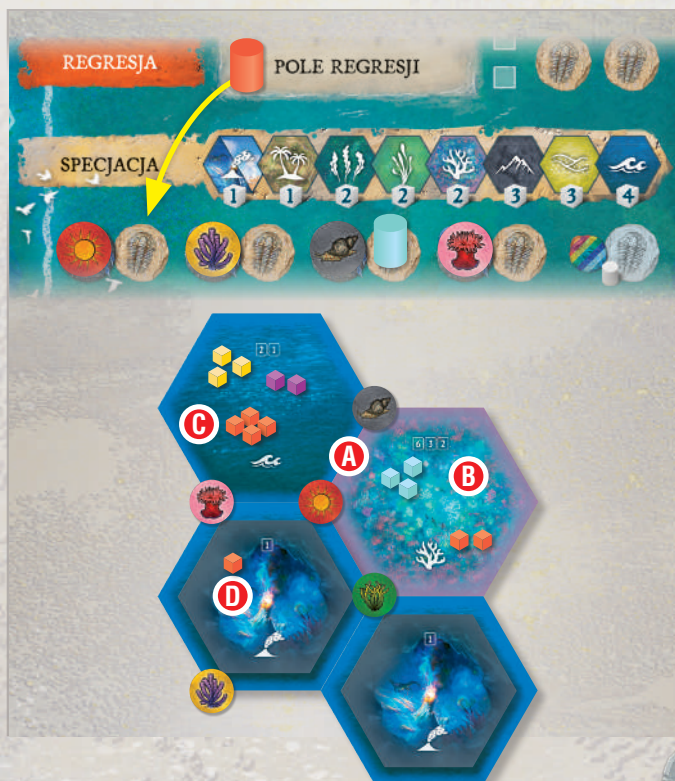 REGRESJA
POLE REGRESJI
SPECJACJA
1 1 2 2 2 3 3 4
2 1
C
A
6 3 2
B
1
D
1